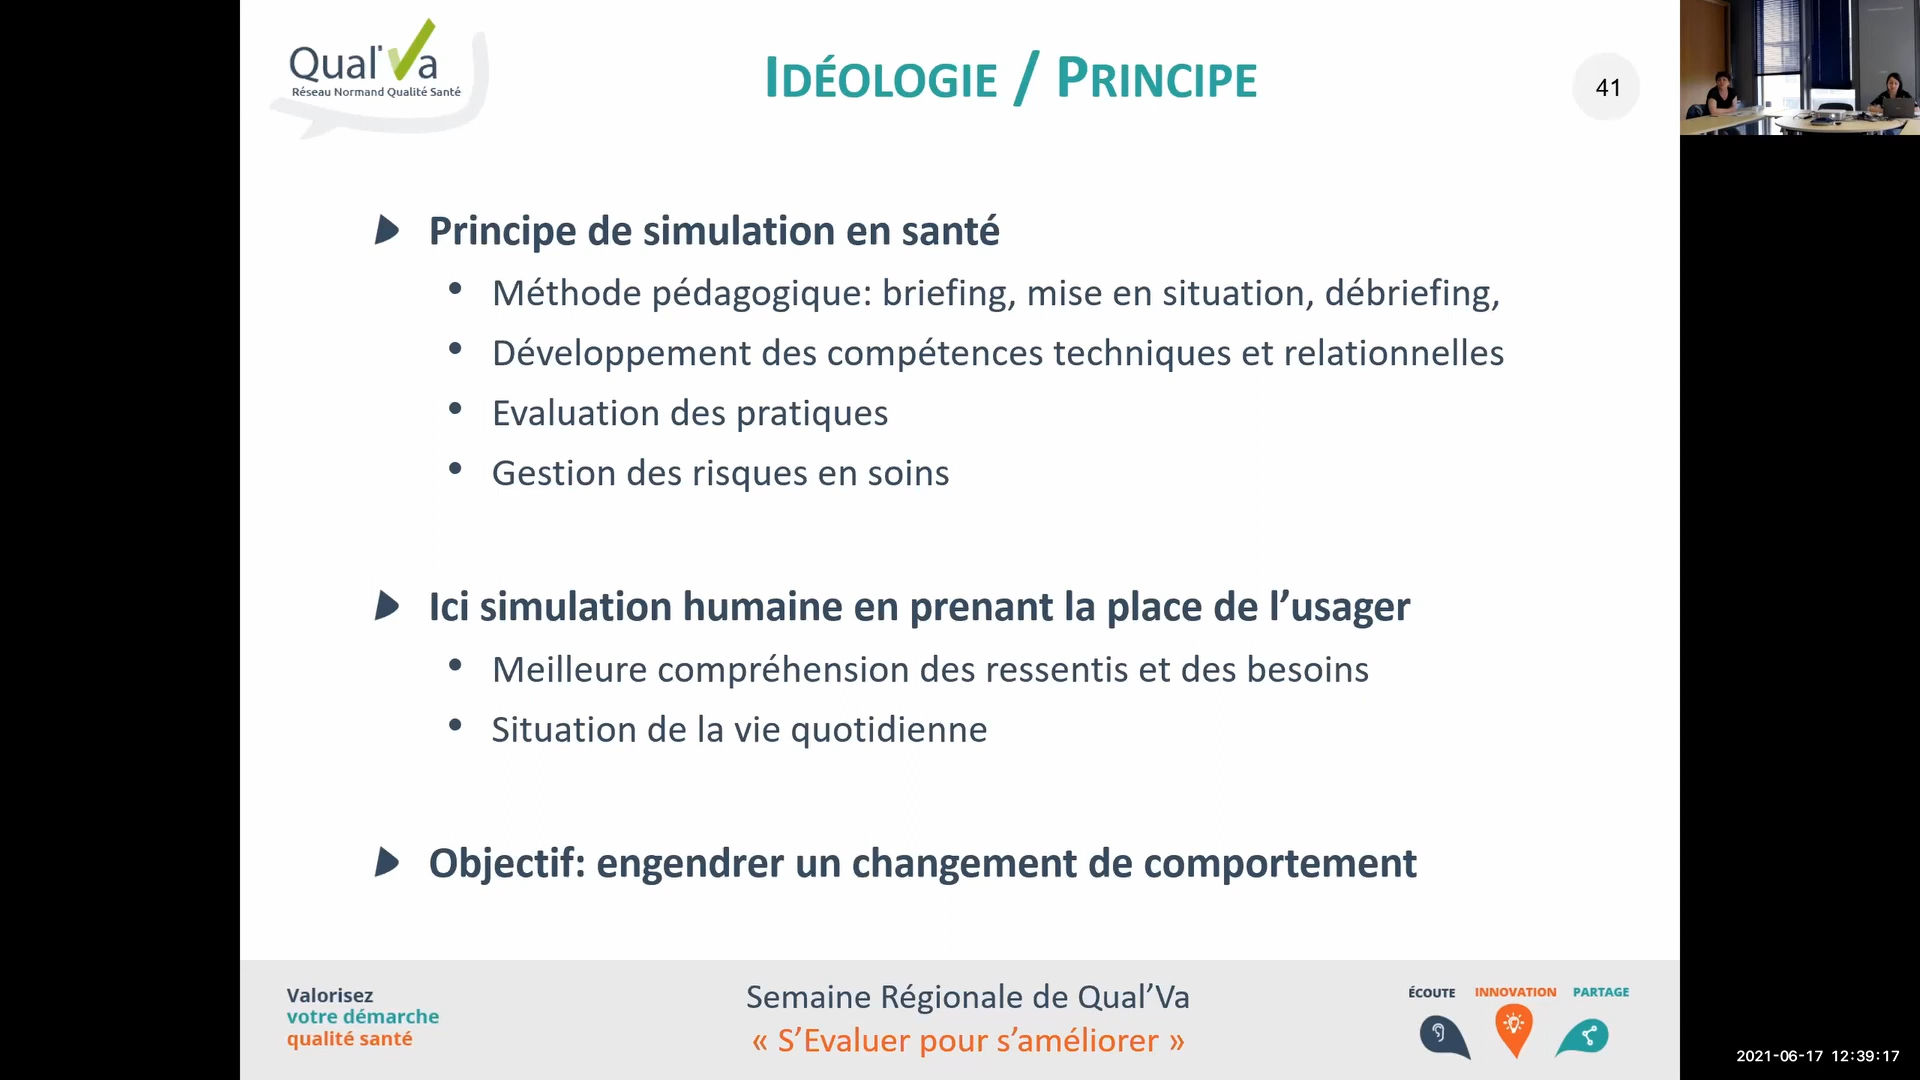 Qual'Va
Réseau Normand Qualité Santé
IDÉOLOGIE / PRINCIPE
41
Principe de simulation en santé
• Méthode pédagogique: briefing, mise en situation, débriefing,
• Développement des compétences techniques et relationnelles
• Evaluation des pratiques
• Gestion des risques en soins
Ici simulation humaine en prenant la place de l’usager
• Meilleure compréhension des ressentis et des besoins
• Situation de la vie quotidienne
Objectif: engendrer un changement de comportement
Valorisez
votre démarche
qualité santé
Semaine Régionale de Qual’Va
« S’Evaluer pour s’améliorer »
ÉCOUTE INNOVATION PARTAGE
2021-06-17 12:39:17